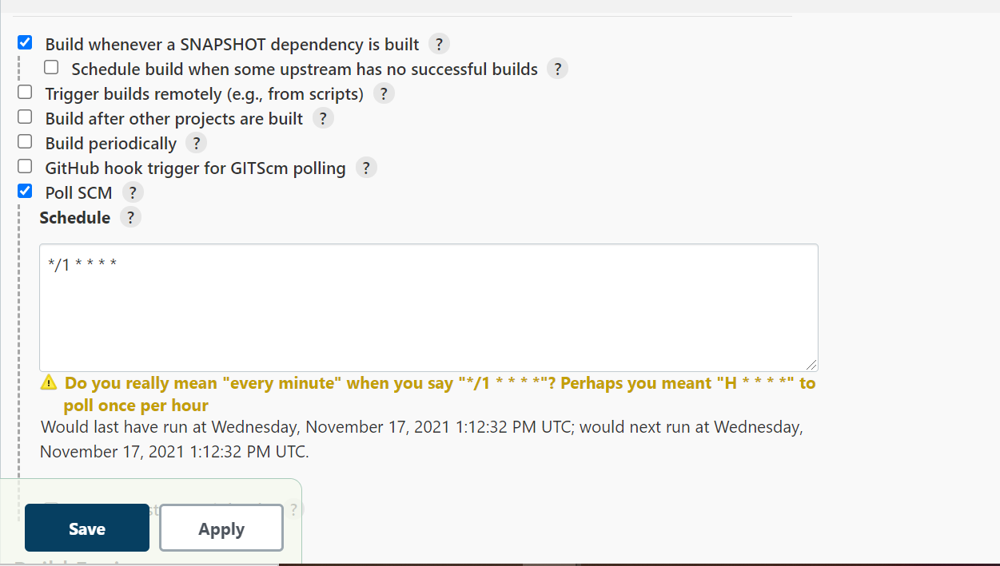 Build whenever a SNAPSHOT dependency is built ?
Schedule build when some upstream has no successful builds ?
Trigger builds remotely (e.g., from scripts) ?
Build after other projects are built ?
Build periodically ?
GitHub hook trigger for GITScm polling ?
Poll SCM ?
Schedule ?
*/1 * * * *
Do you really mean "every minute" when you say "*/1 * * * *"? Perhaps you meant "H * * * *" to
poll once per hour
Would last have run at Wednesday, November 17, 2021 1:12:32 PM UTC; would next run at Wednesday,
November 17, 2021 1:12:32 PM UTC.
?
Save Apply